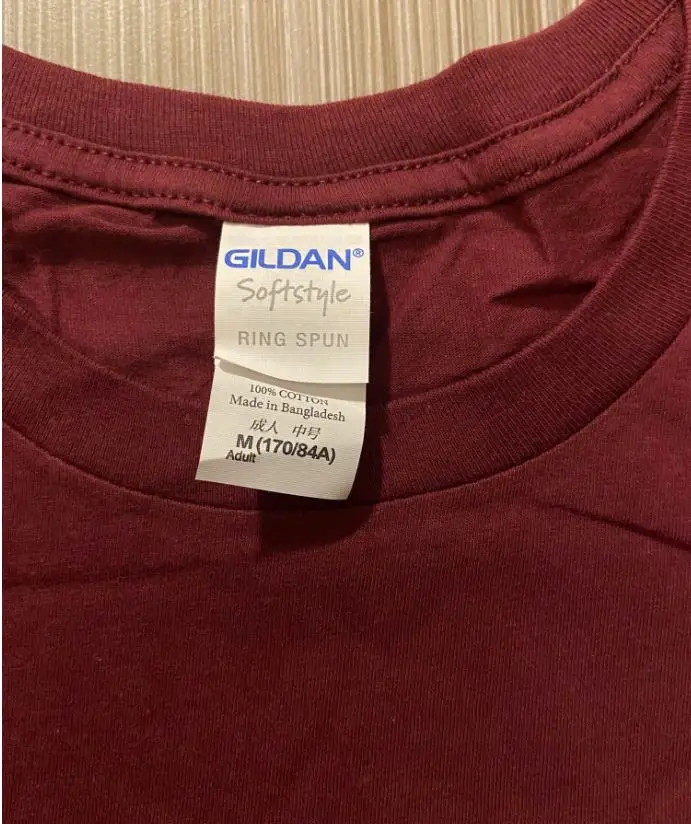 GILDAN®
Softstyle
RING SPUN
100% COTTON
Made in Bangladesh
成人 中号
M (170/84A)
Adult